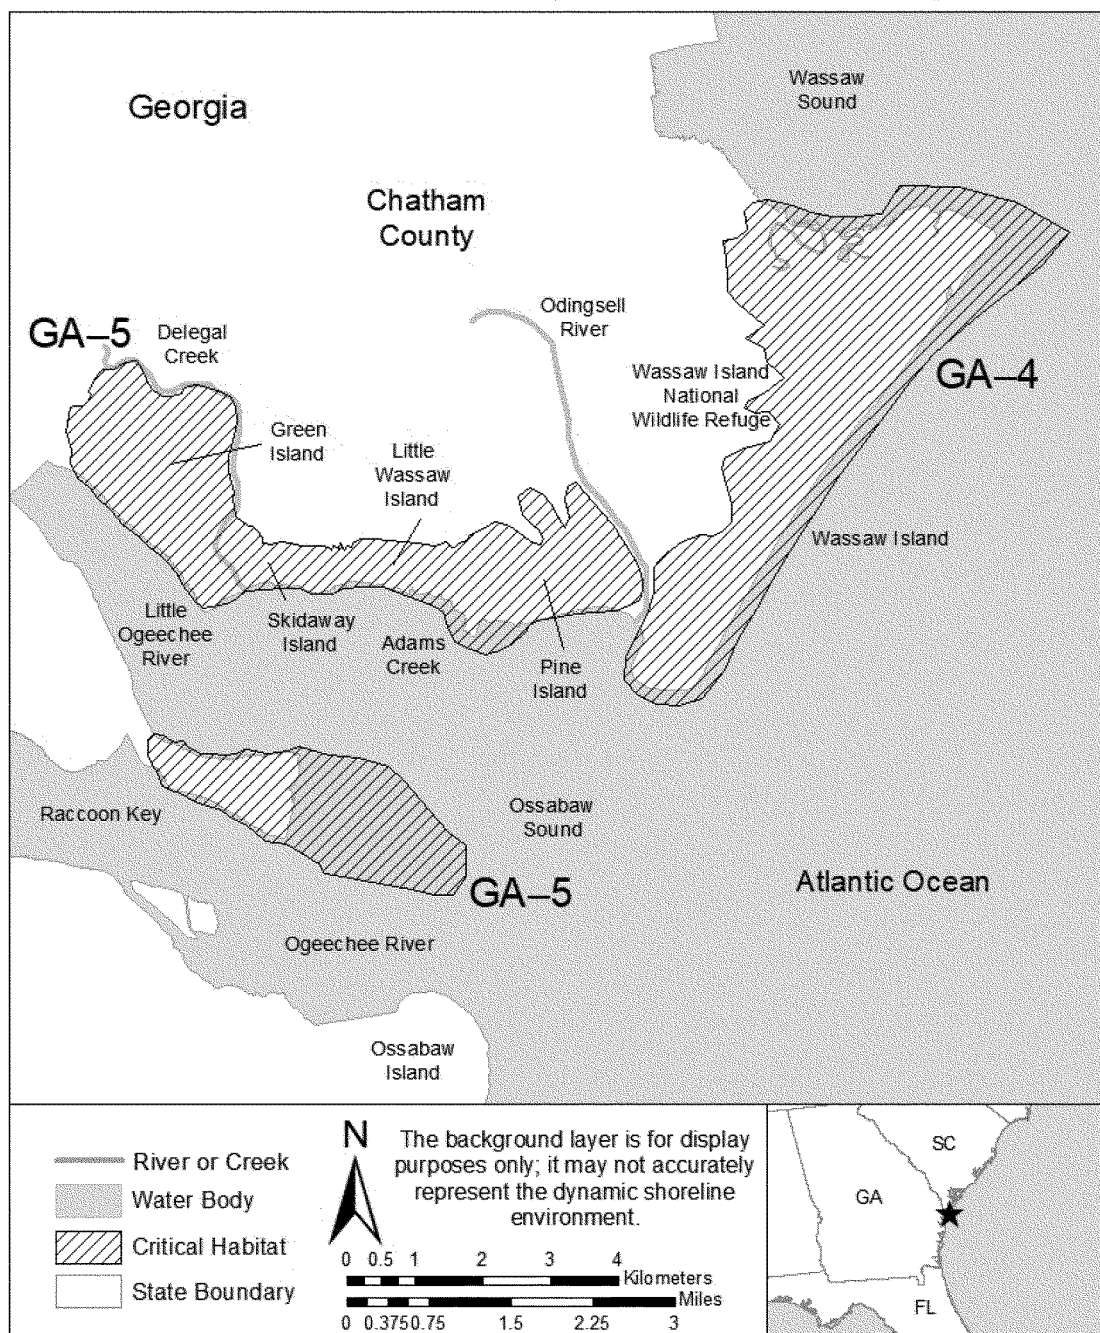 Wassaw
Sound
Georgia
Chatham
County
Odingsell
River
GA–5
Delegal
Creek
Wassaw Island
National
Wildlife Refuge
GA–4
Green
Island
Little
Wassaw
Island
Wassaw Island
Little
Ogeechee
River
Skidaway
Island
Adams
Creek
Pine
Island
Raccoon Key
Ossabaw
Sound
GA–5
Atlantic Ocean
Ogeechee River
Ossabaw
Island
River or Creek
Water Body
Critical Habitat
State Boundary
N
The background layer is for display
purposes only; it may not accurately
represent the dynamic shoreline
environment.
0 0.5 1 2 3 4
Kilometers
Miles
0 0.375 0.75 1.5 2.25 3
SC
GA
FL